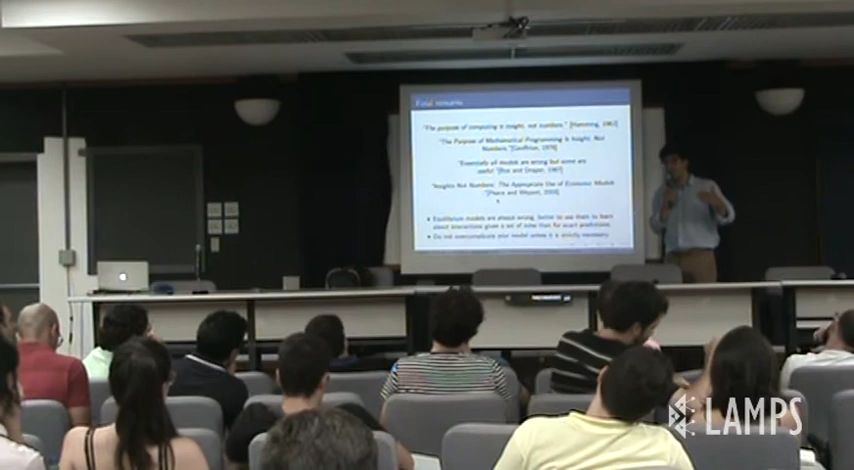 Final remarks
"The purpose of computing is insight, not numbers." [Hamming, 1962]
"The Purpose of Mathematical Programming is Insight, Not
Numbers."[Geoffrion, 1976]
"Essentially all models are wrong but some are
useful."[Box and Draper, 1987]
"Insights Not Numbers: The Appropriate Use of Economic Models
"[Peace and Weyant, 2008]
Equilibrium models are almost wrong, better to use them to learn
about interactions given a set of rules than for exact predictions.
Do not overcomplicate your model unless it is strictly necessary.
LAMPS